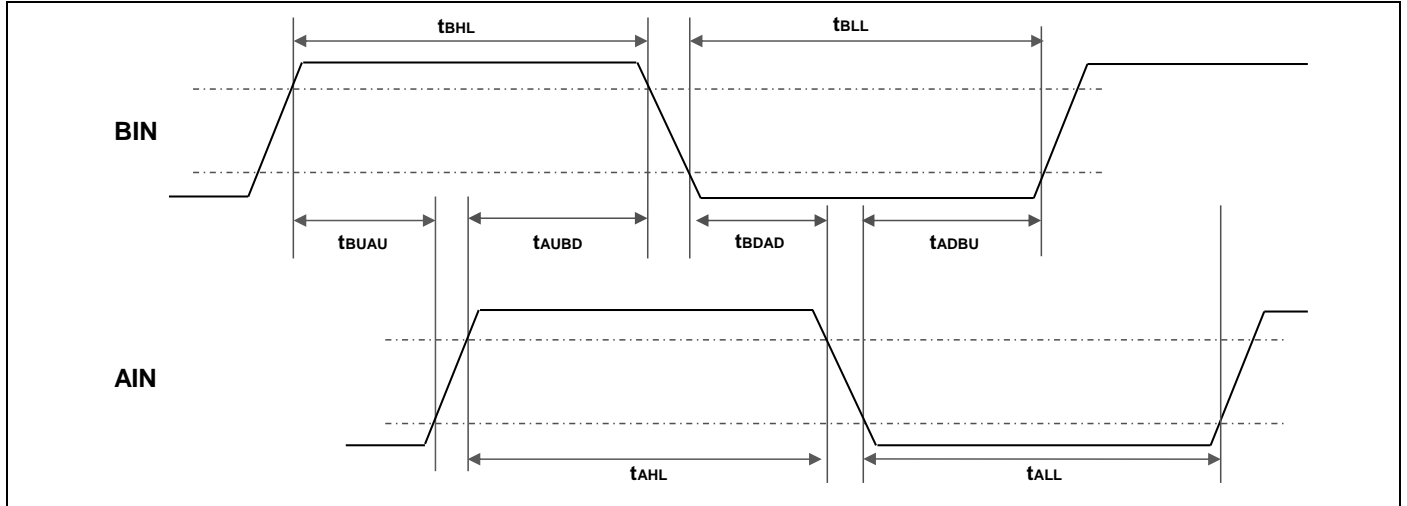 tBHL tBLL
BIN
tBUAU tAUBD tBDAD tADBU
AIN
tAHL tALL